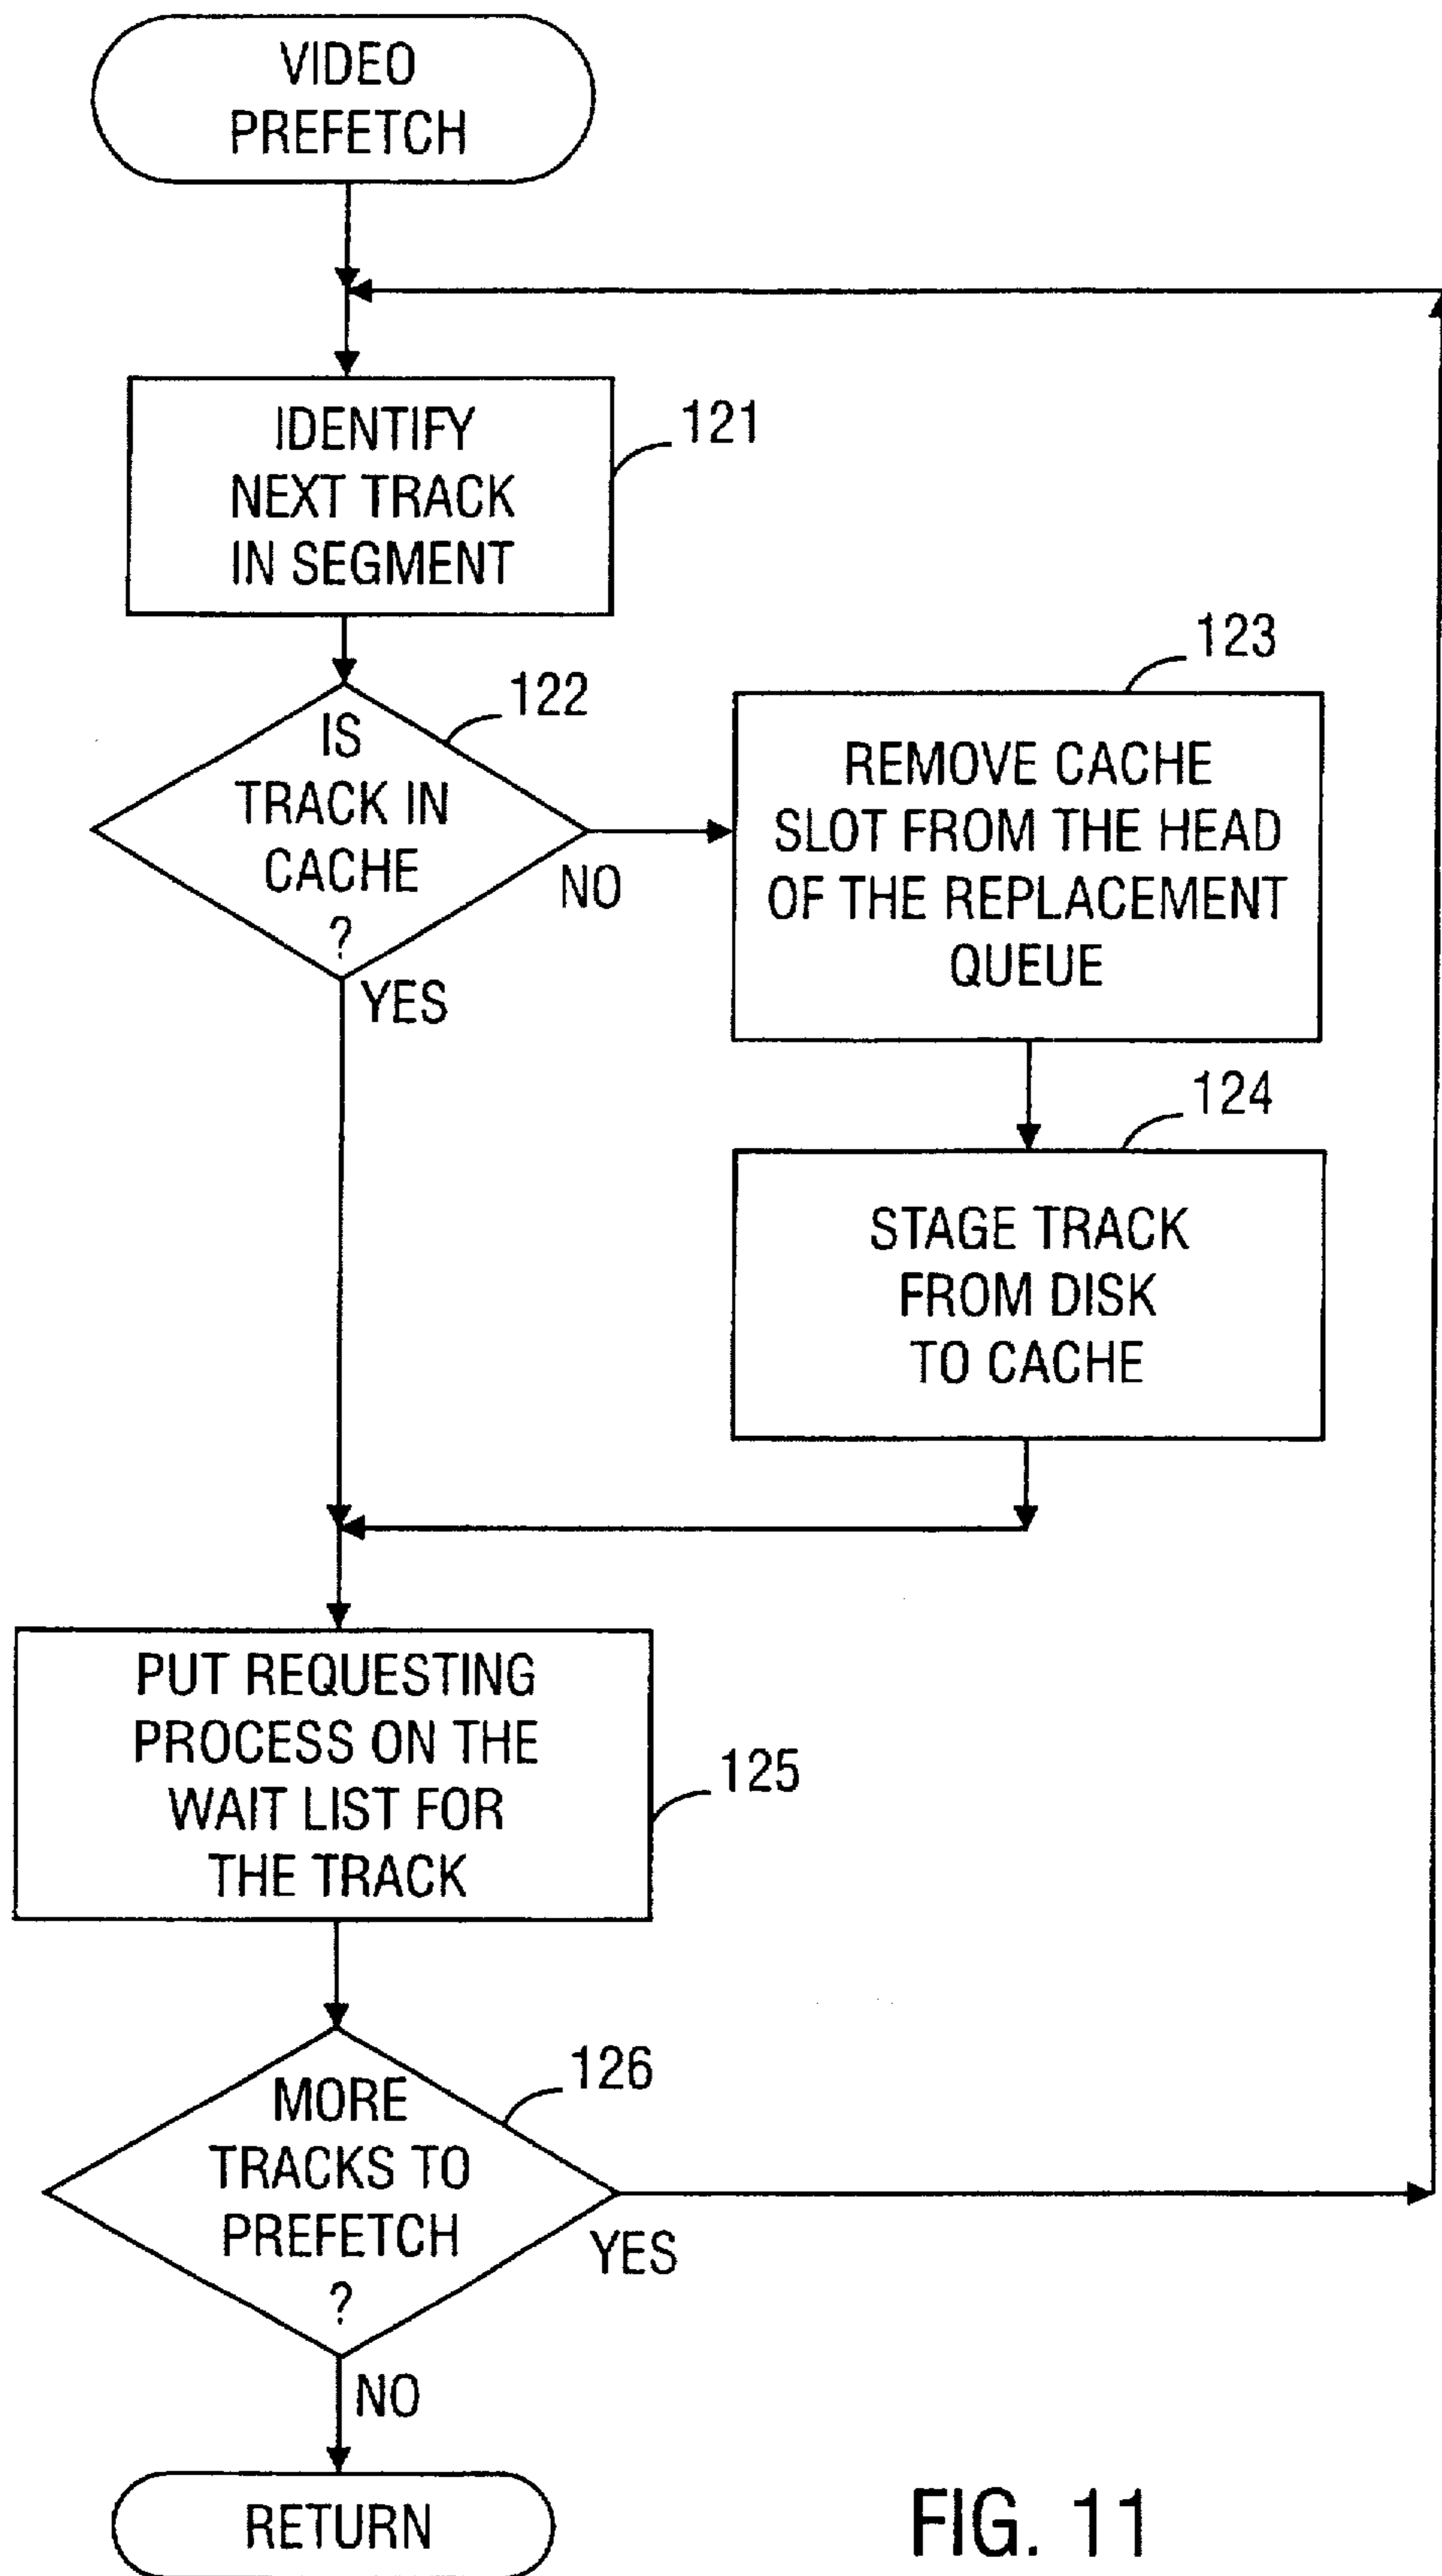 VIDEO
PREFETCH
IDENTIFY
NEXT TRACK
IN SEGMENT
121
IS
TRACK IN
CACHE
?
122
NO
YES
REMOVE CACHE
SLOT FROM THE HEAD
OF THE REPLACEMENT
QUEUE
123
STAGE TRACK
FROM DISK
TO CACHE
124
PUT REQUESTING
PROCESS ON THE
WAIT LIST FOR
THE TRACK
125
MORE
TRACKS TO
PREFETCH
?
126
YES
NO
RETURN
FIG. 11